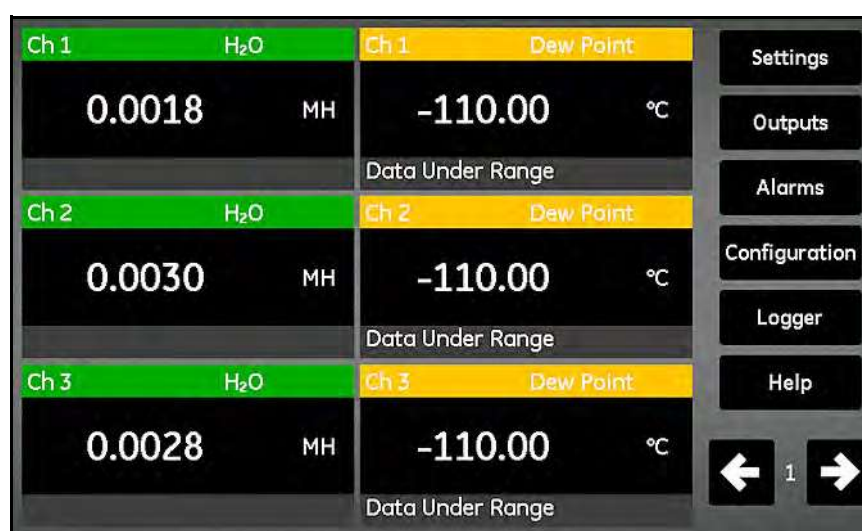 Ch 1 H₂O
0.0018 MH
Ch 1 Dew Point
-110.00 °C
Data Under Range
Ch 2 H₂O
0.0030 MH
Ch 2 Dew Point
-110.00 °C
Data Under Range
Ch 3 H₂O
0.0028 MH
Ch 3 Dew Point
-110.00 °C
Data Under Range
Settings
Outputs
Alarms
Configuration
Logger
Help
1